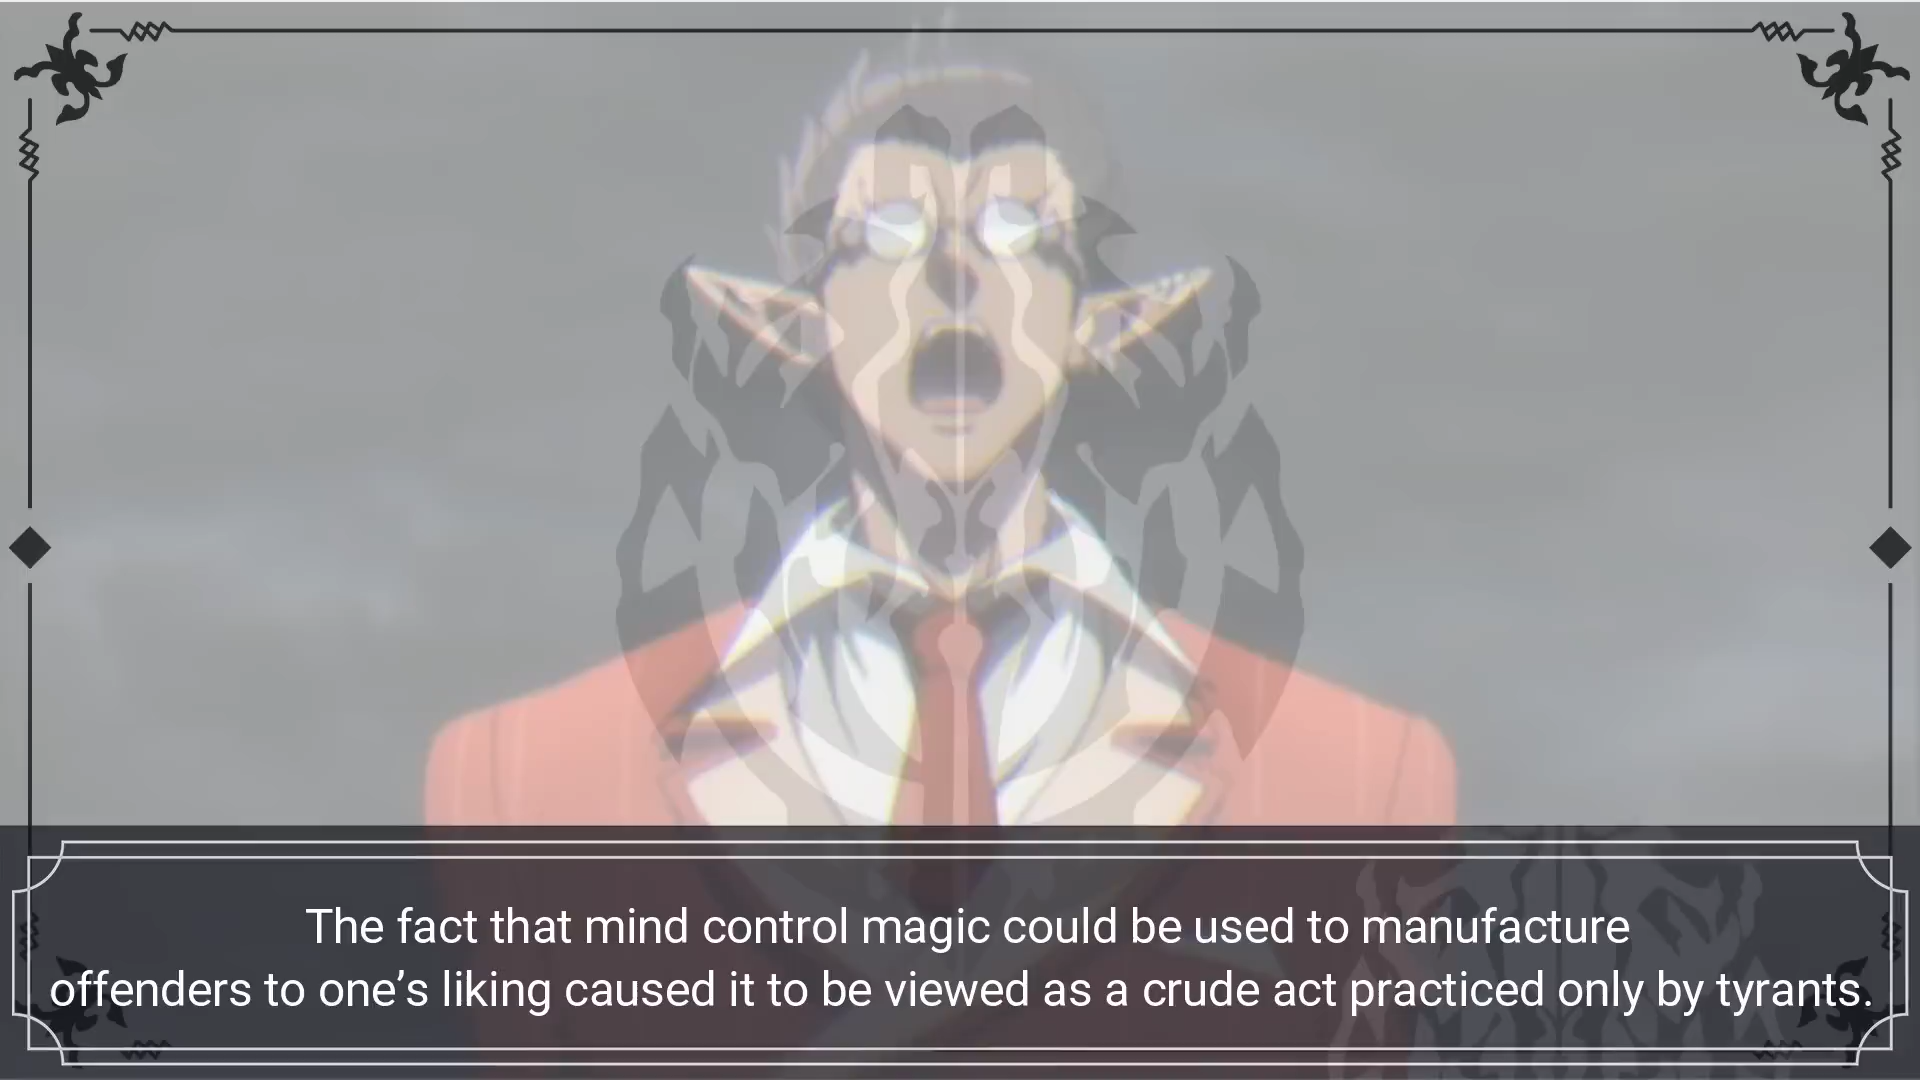 The fact that mind control magic could be used to manufacture
offenders to one’s liking caused it to be viewed as a crude act practiced only by tyrants.